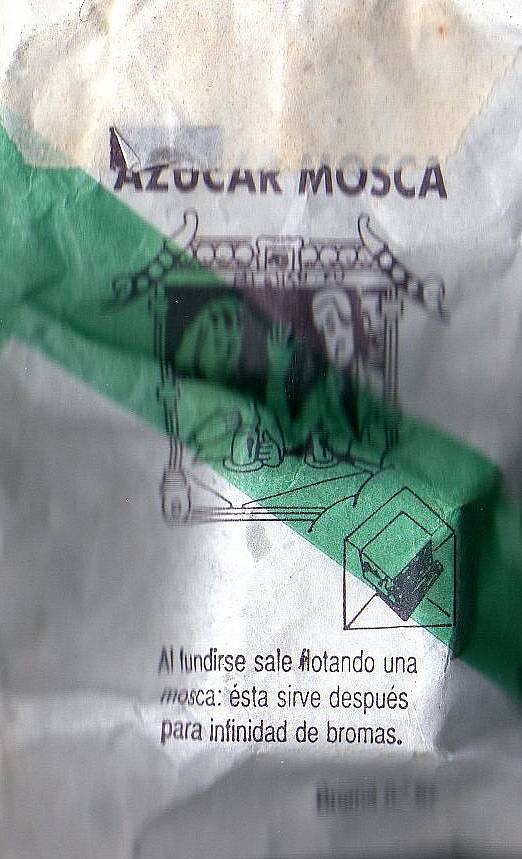 AZUCAR MOSCA
Al fundirse sale flotando una
mosca: ésta sirve después
para infinidad de bromas.